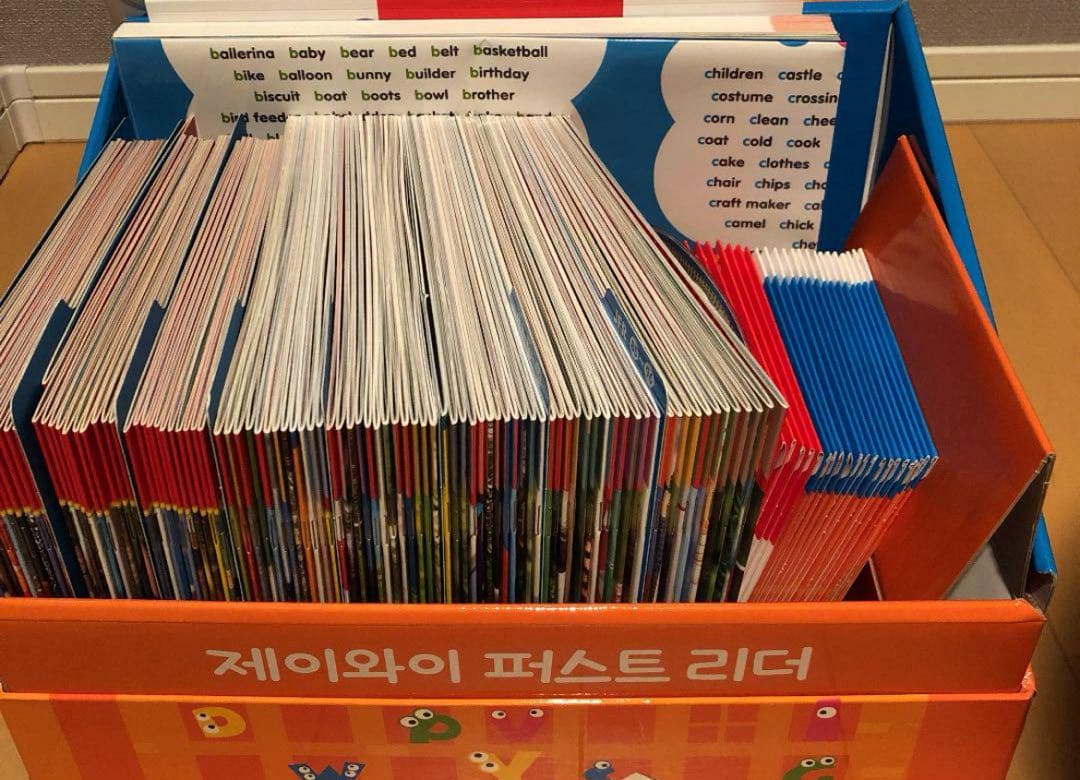 ballerina baby bear bed belt basketball
bike balloon bunny builder birthday
biscuit boat boots bowl brother
feed
children castle
costume
corn clean
coat cold cook
cake clothes
chair chips
craft maker
camel chick
제이와이 퍼스트 리더
D P V A
W Y